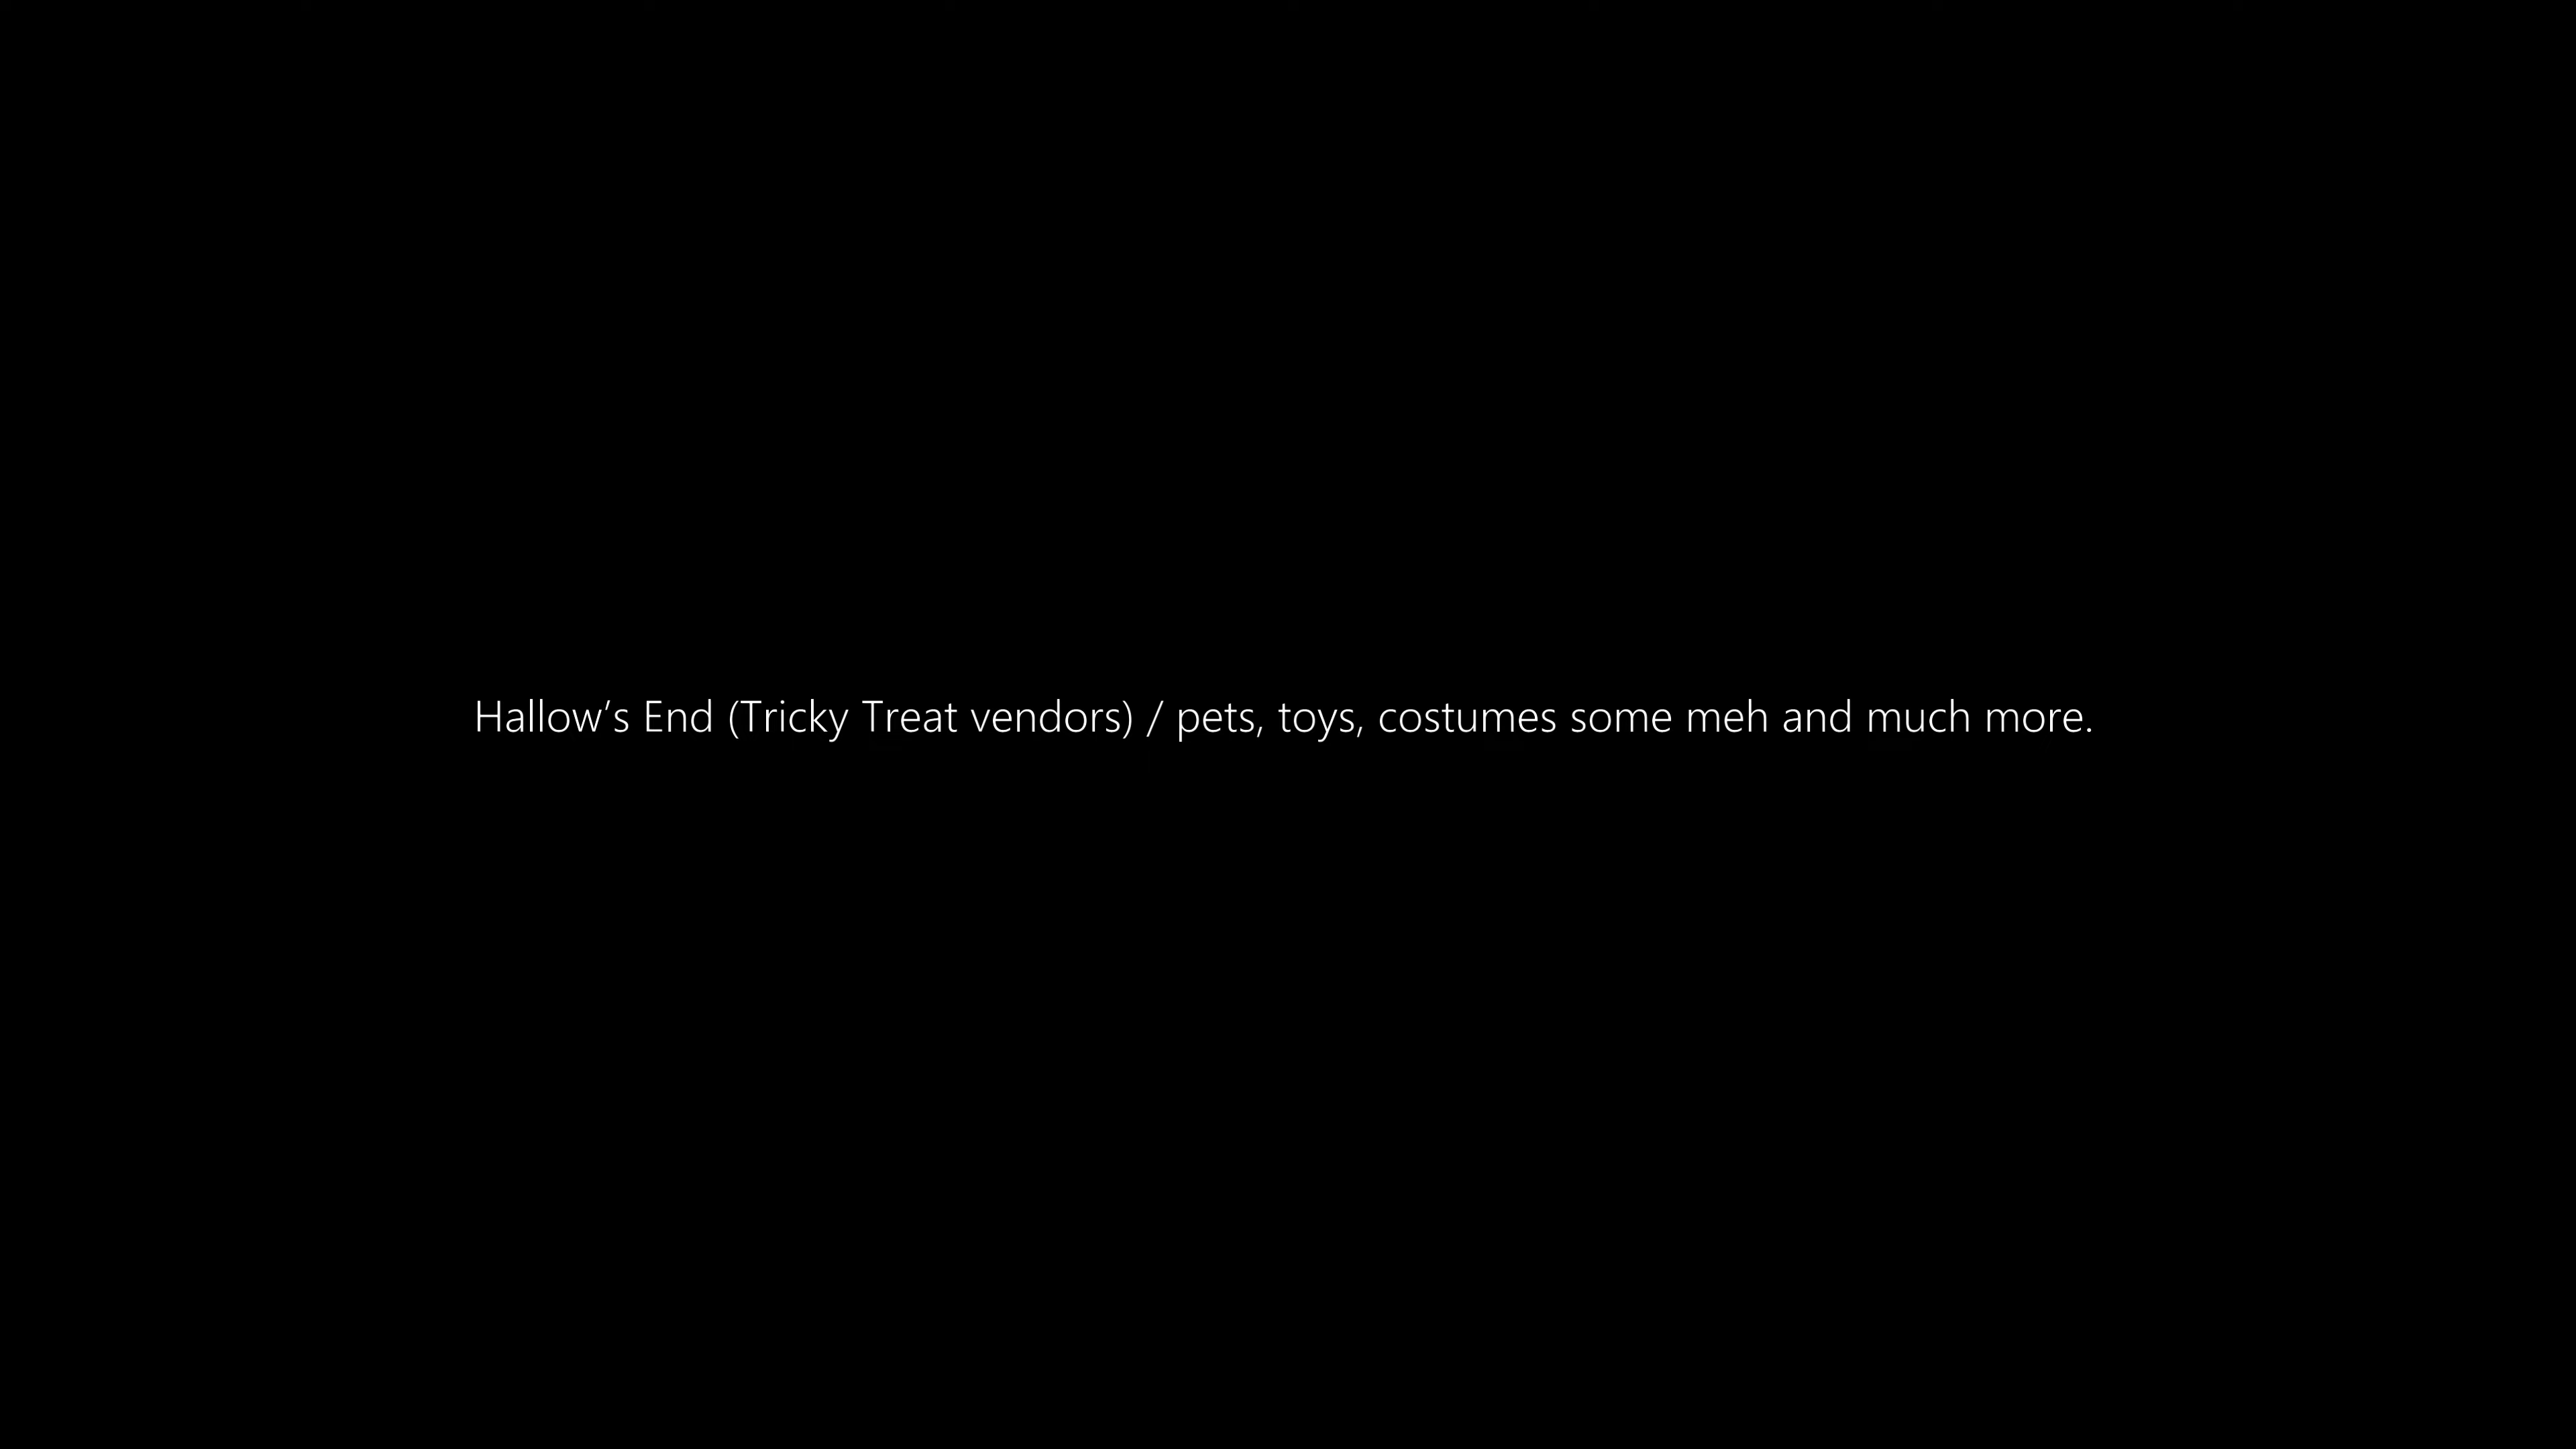 Hallow’s End (Tricky Treat vendors) / pets, toys, costumes some meh and much more.